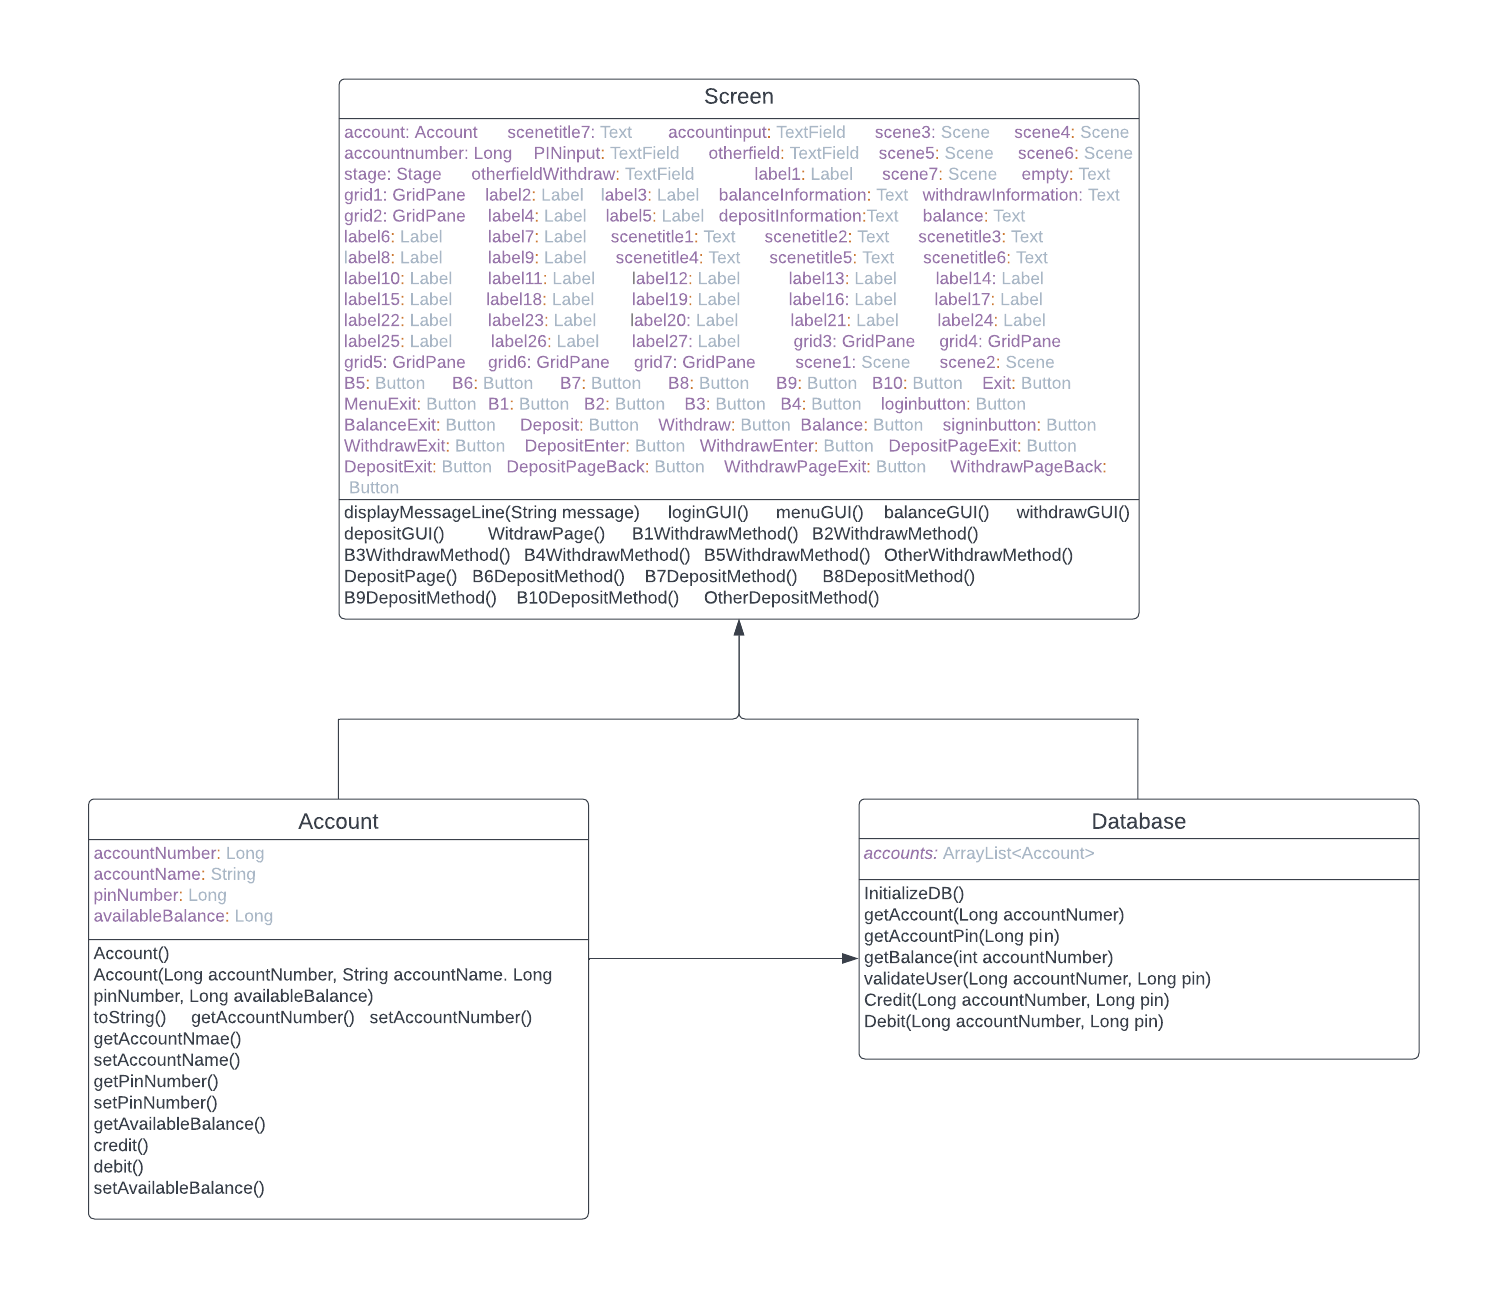 Screen
account: Account scenetitle7: Text accountinput: TextField scene3: Scene scene4: Scene
accountnumber: Long PINinput: TextField otherfield: TextField scene5: Scene scene6: Scene
stage: Stage otherfieldWithdraw: TextField label1: Label scene7: Scene empty: Text
grid1: GridPane label2: Label label3: Label balanceInformation: Text withdrawInformation: Text
grid2: GridPane label4: Label label5: Label depositInformation:Text balance: Text
label6: Label label7: Label scenetitle1: Text scenetitle2: Text scenetitle3: Text
label8: Label label9: Label scenetitle4: Text scenetitle5: Text scenetitle6: Text
label10: Label label11: Label label12: Label label13: Label label14: Label
label15: Label label18: Label label19: Label label16: Label label17: Label
label22: Label label23: Label label20: Label label21: Label label24: Label
label25: Label label26: Label label27: Label grid3: GridPane grid4: GridPane
grid5: GridPane grid6: GridPane grid7: GridPane scene1: Scene scene2: Scene
B5: Button B6: Button B7: Button B8: Button B9: Button B10: Button Exit: Button
MenuExit: Button B1: Button B2: Button B3: Button B4: Button loginbutton: Button
BalanceExit: Button Deposit: Button Withdraw: Button Balance: Button signinbutton: Button
WithdrawExit: Button DepositEnter: Button WithdrawEnter: Button DepositPageExit: Button
DepositExit: Button DepositPageBack: Button WithdrawPageExit: Button WithdrawPageBack:
Button
displayMessageLine(String message) loginGUI() menuGUI() balanceGUI() withdrawGUI()
depositGUI() WitdrawPage() B1WithdrawMethod() B2WithdrawMethod()
B3WithdrawMethod() B4WithdrawMethod() B5WithdrawMethod() OtherWithdrawMethod()
DepositPage() B6DepositMethod() B7DepositMethod() B8DepositMethod()
B9DepositMethod() B10DepositMethod() OtherDepositMethod()
Account
accountNumber: Long
accountName: String
pinNumber: Long
availableBalance: Long
Account()
Account(Long accountNumber, String accountName. Long
pinNumber, Long availableBalance)
toString() getAccountNumber() setAccountNumber()
getAccountNmae()
setAccountName()
getPinNumber()
setPinNumber()
getAvailableBalance()
credit()
debit()
setAvailableBalance()
Database
accounts: ArrayList<Account>
InitializeDB()
getAccount(Long accountNumer)
getAccountPin(Long pin)
getBalance(int accountNumber)
validateUser(Long accountNumer, Long pin)
Credit(Long accountNumber, Long pin)
Debit(Long accountNumber, Long pin)